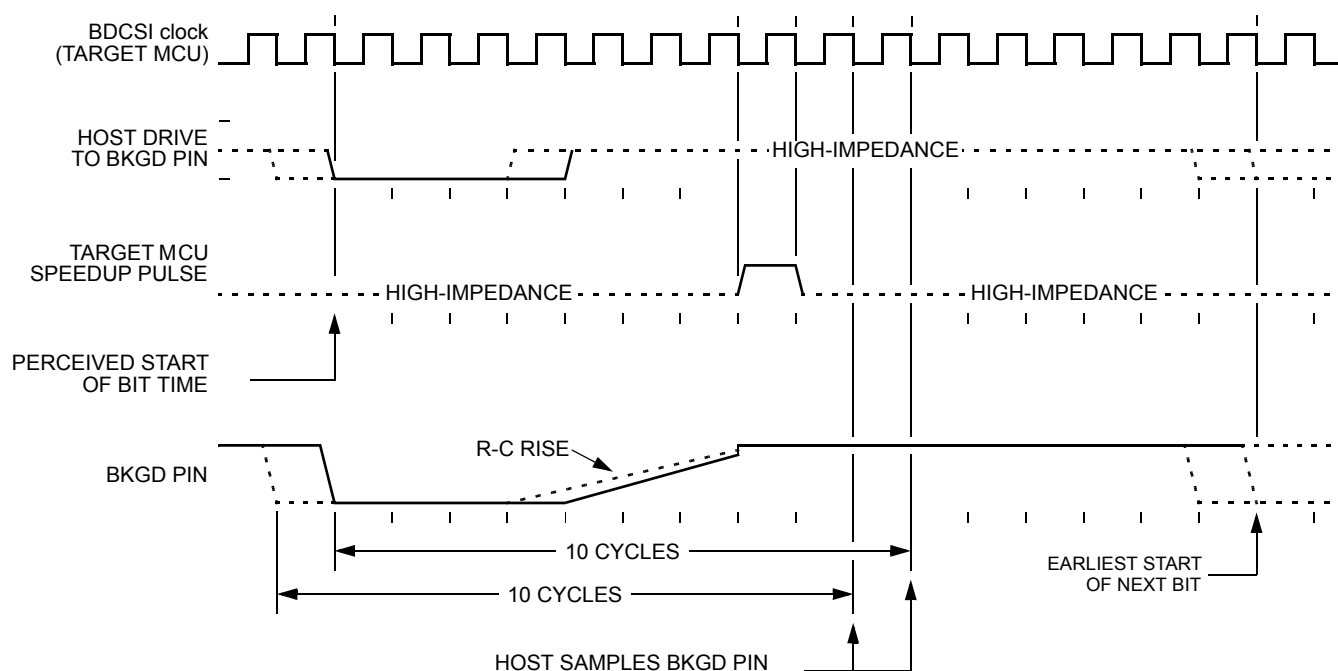 BDCSI clock
(TARGET MCU)
HOST DRIVE
TO BKGD PIN
HIGH-IMPEDANCE
TARGET MCU
SPEEDUP PULSE
HIGH-IMPEDANCE
HIGH-IMPEDANCE
PERCEIVED START
OF BIT TIME
R-C RISE
BKGD PIN
10 CYCLES
EARLIEST START
OF NEXT BIT
10 CYCLES
HOST SAMPLES BKGD PIN